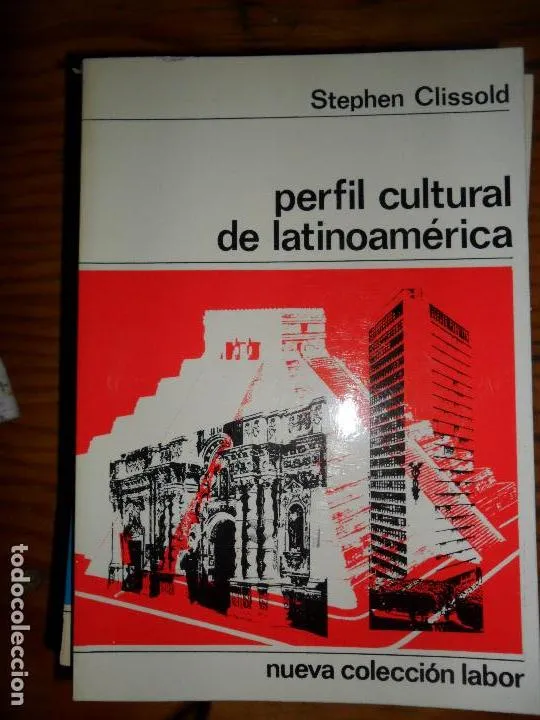 Stephen Clissold
perfil cultural
de latinoamérica
nueva colección labor
todocoleccion